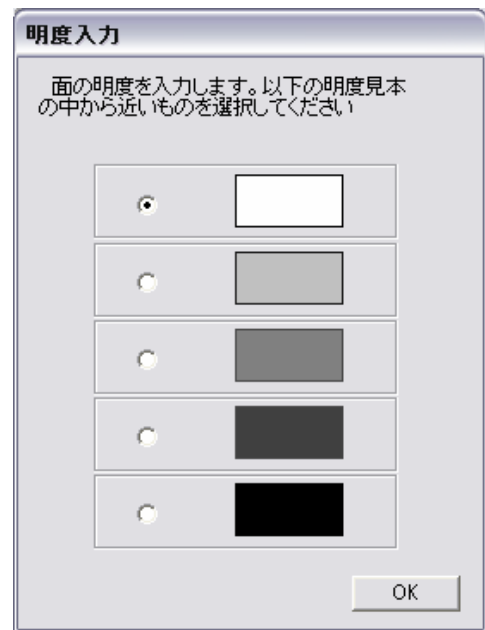 明度入力
面の明度を入力します。以下の明度見本
の中から近いものを選択してください
OK